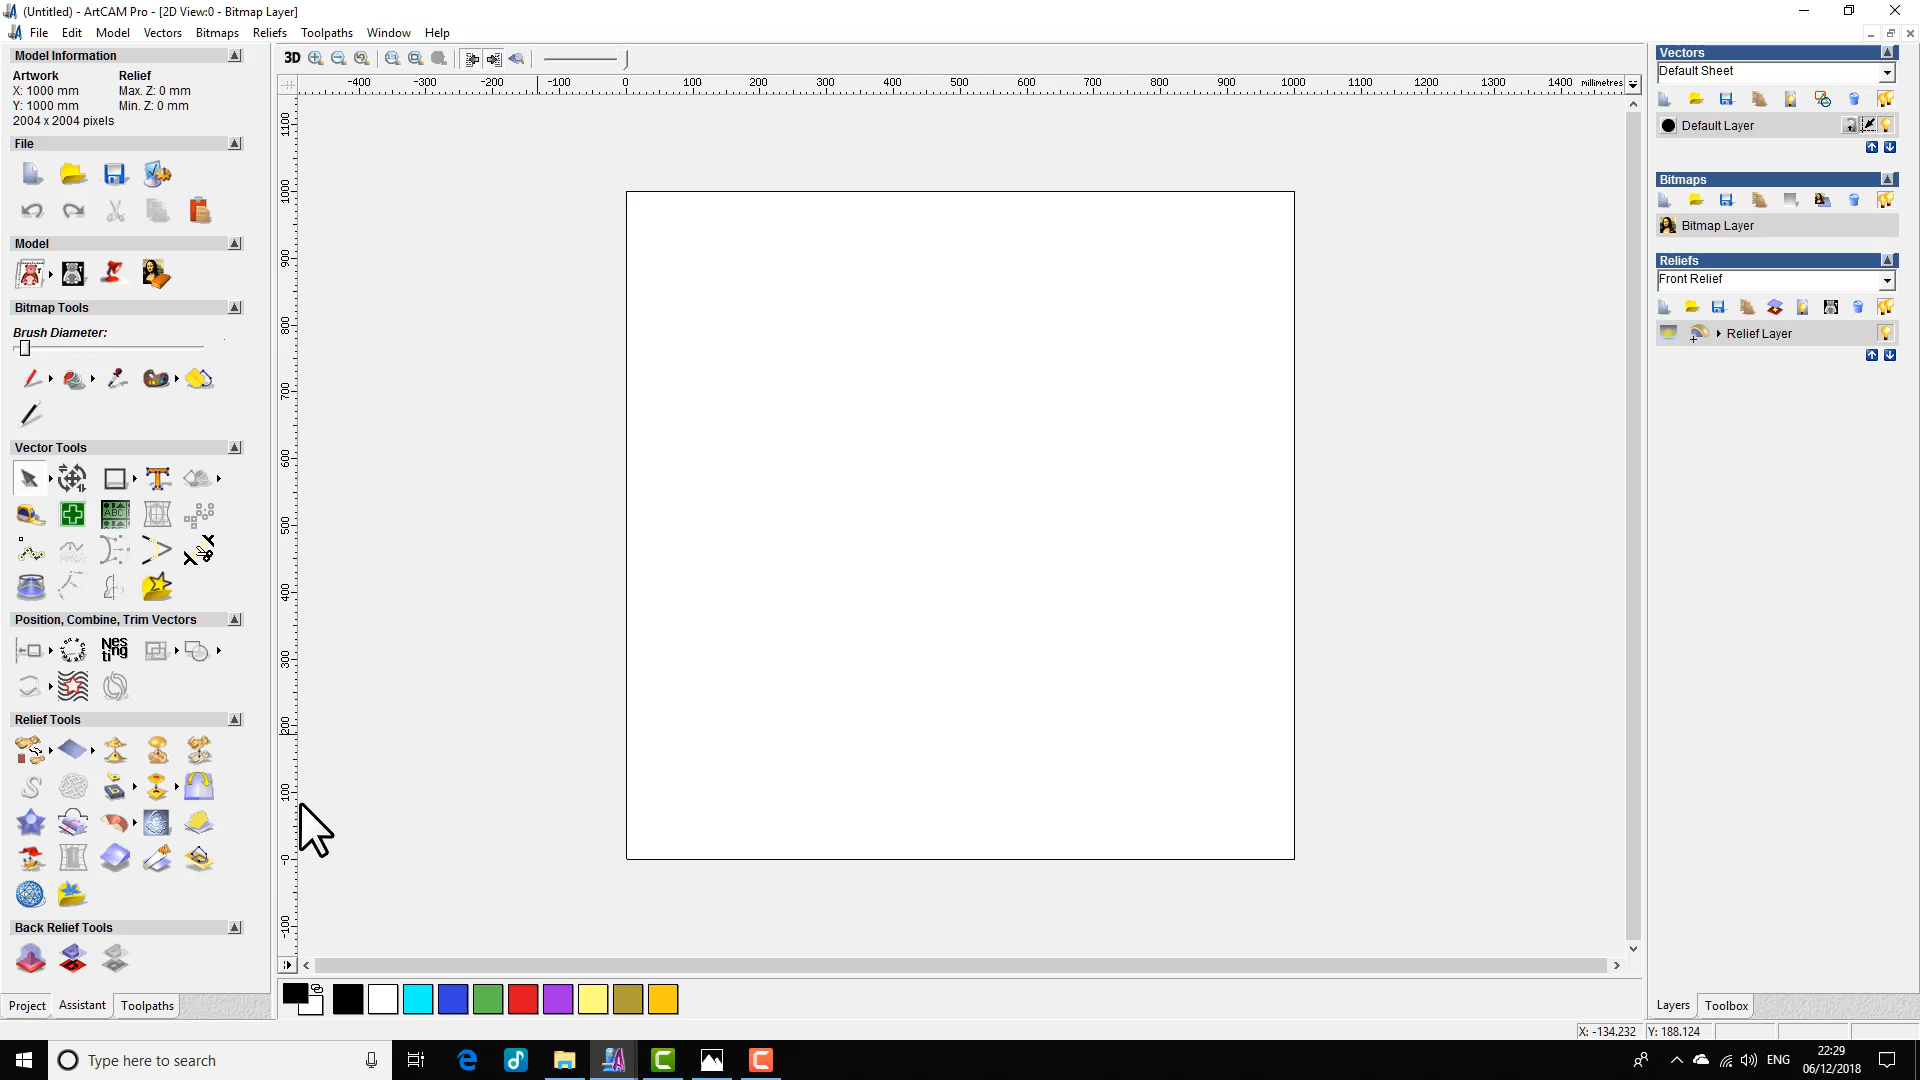 (Untitled) - ArtCAM Pro - [2D View:0 - Bitmap Layer]
File Edit Model Vectors Bitmaps Reliefs Toolpaths Window Help
Model Information
Artwork Relief
X: 1000 mm Max. Z: 0 mm
Y: 1000 mm Min. Z: 0 mm
2004 x 2004 pixels
File
Model
Bitmap Tools
Brush Diameter:
Vector Tools
ABC
Position, Combine, Trim Vectors
Nes
ti ng
Relief Tools
Back Relief Tools
Project Assistant Toolpaths
3D
-400 -300 -200 -100 0 100 200 300 400 500 600 700 800 900 1000 1100 1200 1300 1400 millimetres
1100
1000
900
800
700
600
500
400
300
200
100
-0
-100
Vectors
Default Sheet
Default Layer
Bitmaps
Bitmap Layer
Reliefs
Front Relief
Relief Layer
Layers Toolbox
X: -134.232 Y: 188.124
Type here to search
ENG
22:29
06/12/2018